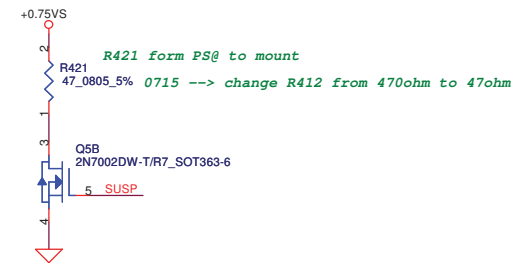 +0.75VS
2
R421 form PS@ to mount
R421
47_0805_5%
0715 --> change R412 from 470ohm to 47ohm
1
3
Q5B
2N7002DW-T/R7_SOT363-6
5
SUSP
4